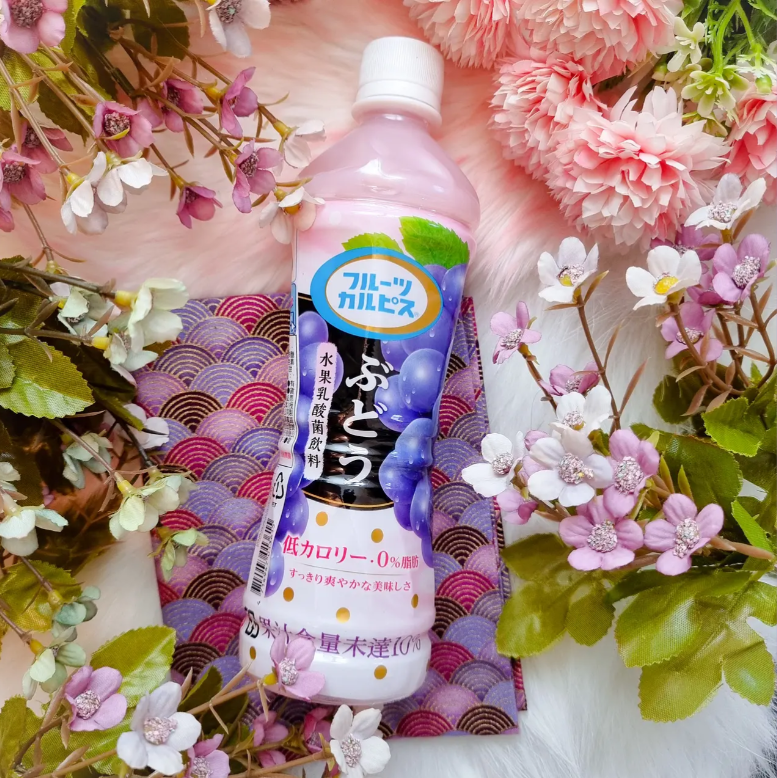 フルーツ
カルピス®
ぶどう
水果乳酸菌飲料
低カロリー・0%脂肪
すっきり爽やかな美味しさ
果汁含量未達10%